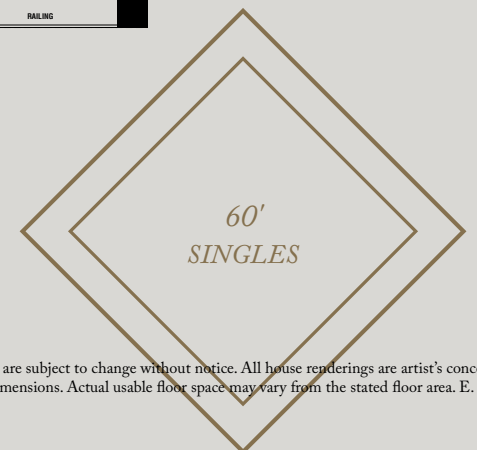 RAILING
60'
SINGLES
are subject to change without notice. All house renderings are artist's
mensions. Actual usable floor space may vary from the stated floor area. E.